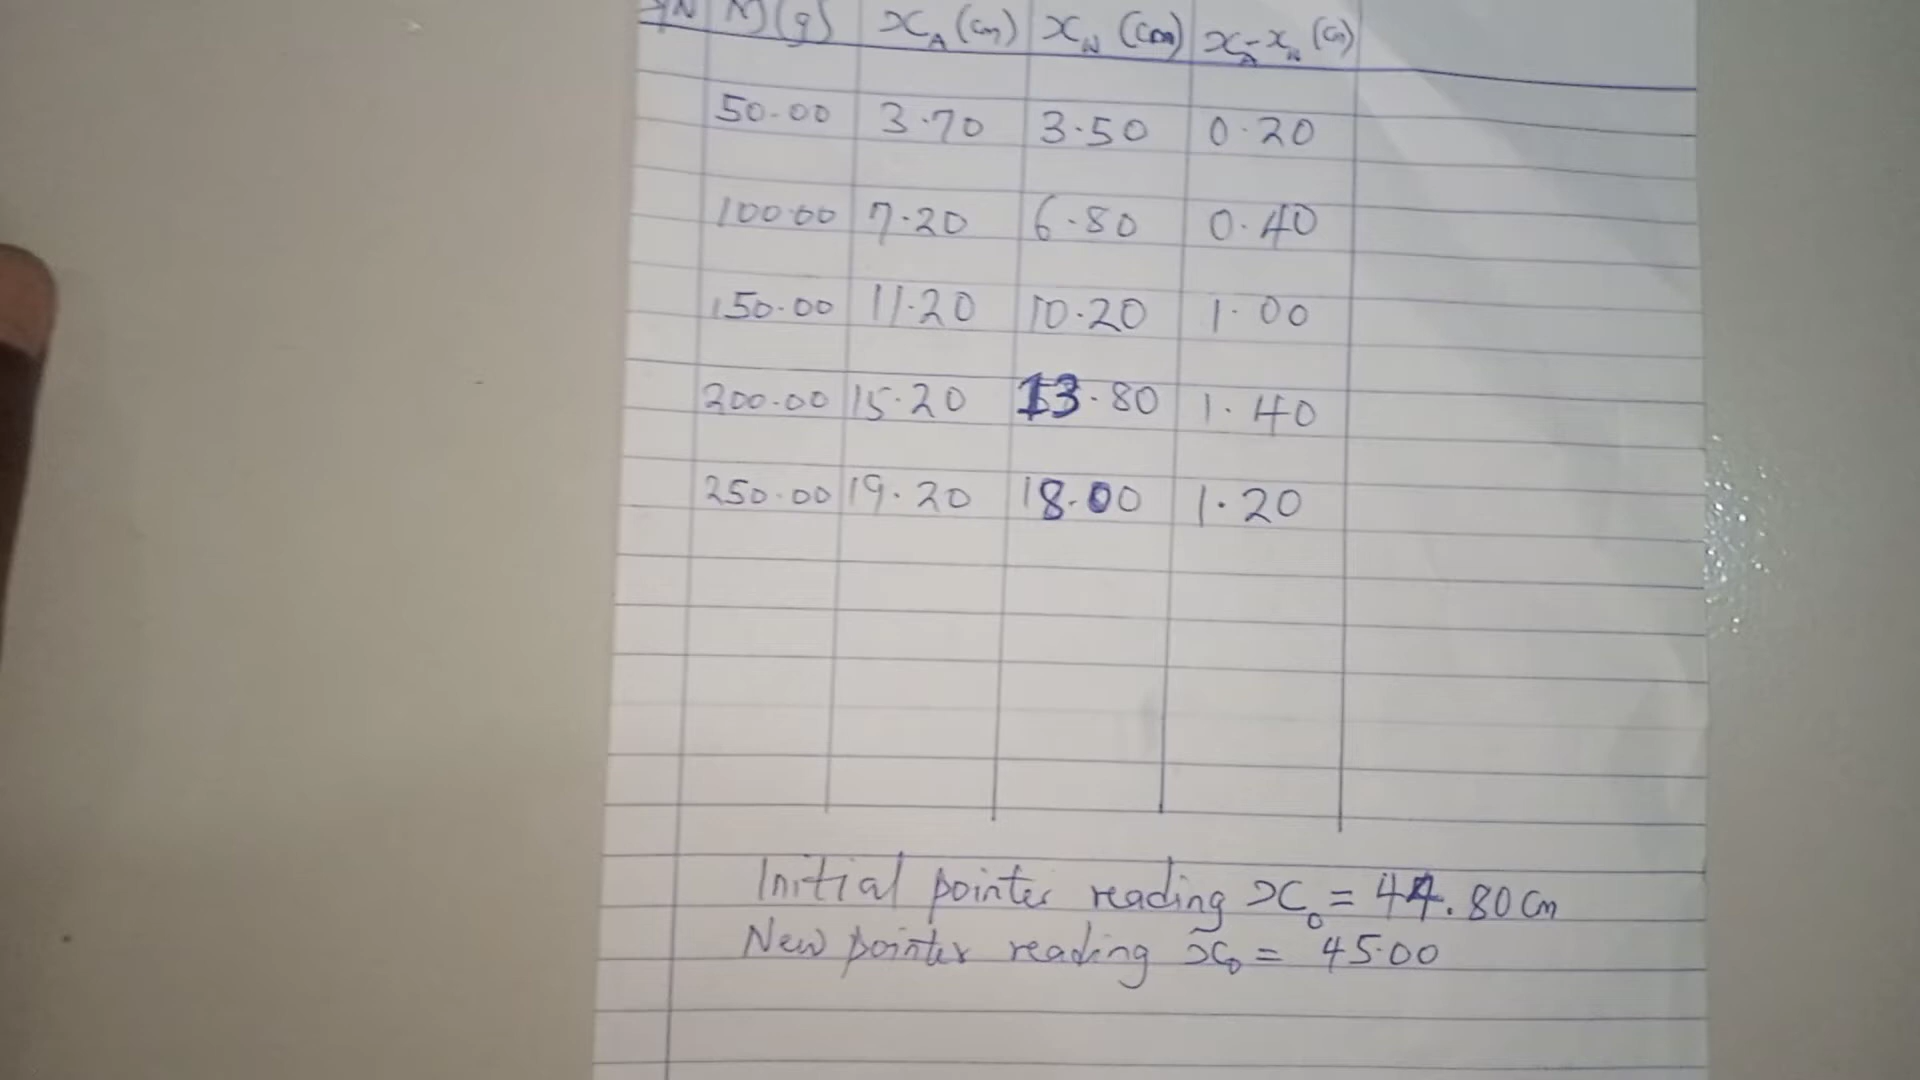 S/N M(g) xA (cm) xN (cm) xA-xN (cm)
50.00 3.70 3.50 0.20
100.00 7.20 6.80 0.40
150.00 11.20 10.20 1.00
200.00 15.20 13.80 1.40
250.00 19.20 18.00 1.20
Initial pointer reading x₀ = 44.80 cm
New pointer reading x₀ = 45.00